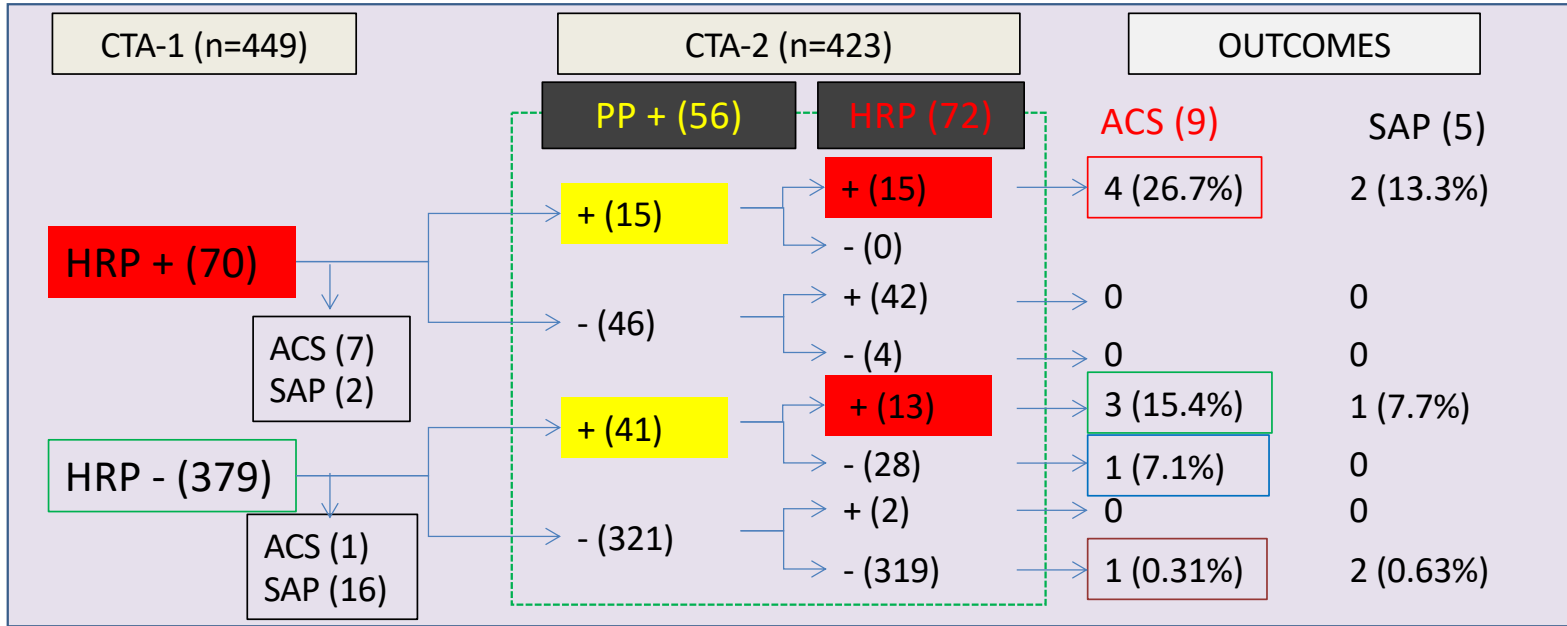 CTA-1 (n=449)
CTA-2 (n=423)
OUTCOMES
PP + (56)
HRP (72)
ACS (9)
SAP (5)
HRP + (70)
ACS (7)
SAP (2)
+ (15)
+ (15)
4 (26.7%)
2 (13.3%)
- (0)
- (46)
+ (42)
0
0
- (4)
0
0
HRP - (379)
ACS (1)
SAP (16)
+ (41)
+ (13)
3 (15.4%)
1 (7.7%)
- (28)
1 (7.1%)
0
- (321)
+ (2)
0
0
- (319)
1 (0.31%)
2 (0.63%)